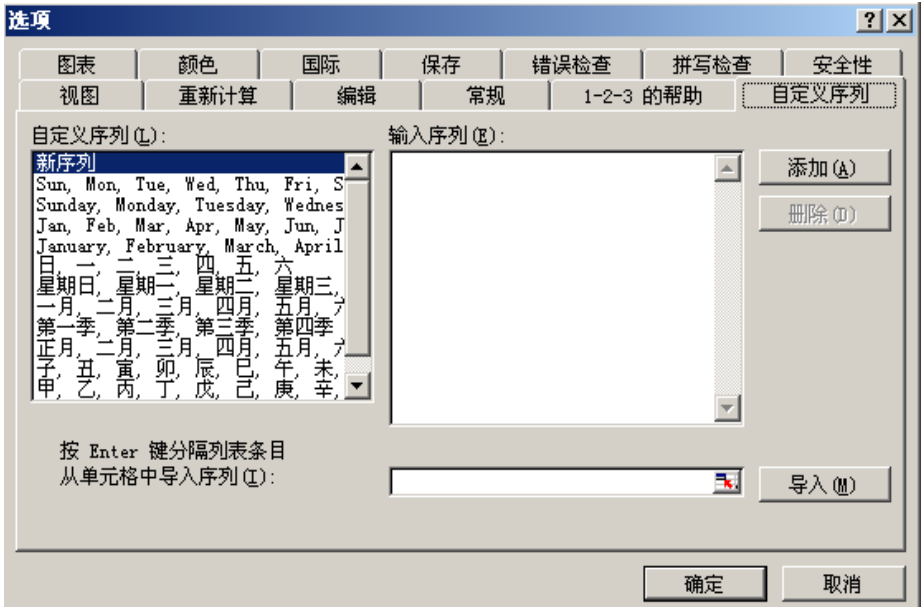 选项
图表 颜色 国际 保存 错误检查 拼写检查 安全性
视图 重新计算 编辑 常规 1-2-3 的帮助 自定义序列
自定义序列(L): 输入序列(E):
新序列
Sun, Mon, Tue, Wed, Thu, Fri, S
Sunday, Monday, Tuesday, Wednes
Jan, Feb, Mar, Apr, May, Jun, J
January, February, March, April
日, 一, 二, 三, 四, 五, 六
星期日, 星期一, 星期二, 星期三,
一月, 二月, 三月, 四月, 五月,
第一季, 第二季, 第三季, 第四季
正月, 二月, 三月, 四月, 五月,
子, 丑, 寅, 卯, 辰, 巳, 午, 未,
甲, 乙, 丙, 丁, 戊, 己, 庚, 辛,
添加(A)
删除(D)
按 Enter 键分隔列表条目
从单元格中导入序列(I):
导入(M)
确定 取消